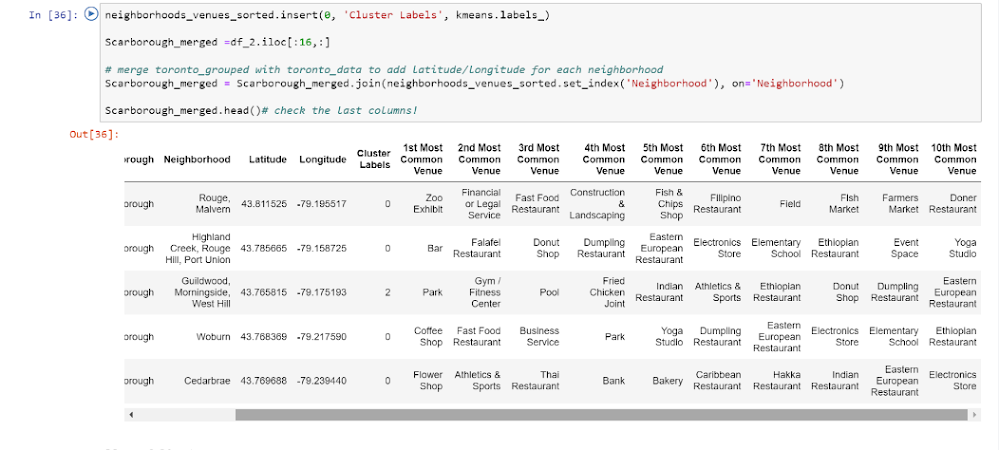 In [36]:
neighborhoods_venues_sorted.insert(0, 'Cluster Labels', kmeans.labels_)
Scarborough_merged =df_2.iloc[:16,:]
# merge toronto_grouped with toronto_data to add latitude/longitude for each neighborhood
Scarborough_merged = Scarborough_merged.join(neighborhoods_venues_sorted.set_index('Neighborhood'), on='Neighborhood')
Scarborough_merged.head()# check the last columns!
Out[36]:
orough Neighborhood Latitude Longitude Cluster Labels 1st Most Common Venue 2nd Most Common Venue 3rd Most Common Venue 4th Most Common Venue 5th Most Common Venue 6th Most Common Venue 7th Most Common Venue 8th Most Common Venue 9th Most Common Venue 10th Most Common Venue
orough Rouge, Malvern 43.811525 -79.195517 0 Zoo Exhibit Financial or Legal Service Fast Food Restaurant Construction & Landscaping Fish & Chips Shop Filipino Restaurant Field Fish Market Farmers Market Doner Restaurant
orough Highland Creek, Rouge Hill, Port Union 43.785665 -79.158725 0 Bar Falafel Restaurant Donut Shop Dumpling Restaurant Eastern European Restaurant Electronics Store Elementary School Ethiopian Restaurant Event Space Yoga Studio
orough Guildwood, Morningside, West Hill 43.765815 -79.175193 2 Park Gym / Fitness Center Pool Fried Chicken Joint Indian Restaurant Athletics & Sports Ethiopian Restaurant Donut Shop Dumpling Restaurant Eastern European Restaurant
orough Woburn 43.768369 -79.217590 0 Coffee Shop Fast Food Restaurant Business Service Park Yoga Studio Dumpling Restaurant Eastern European Restaurant Electronics Store Elementary School Ethiopian Restaurant
orough Cedarbrae 43.769688 -79.239440 0 Flower Shop Athletics & Sports Thai Restaurant Bank Bakery Caribbean Restaurant Hakka Restaurant Indian Restaurant Eastern European Restaurant Electronics Store